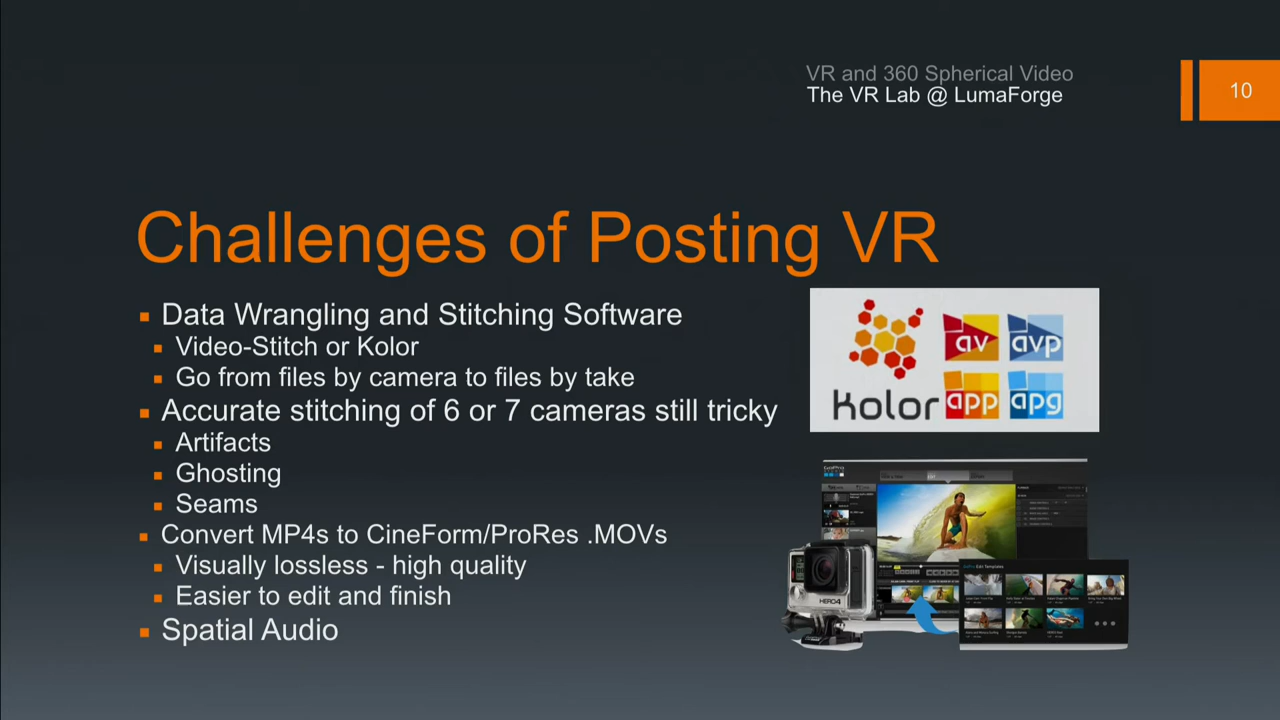 VR and 360 Spherical Video
The VR Lab @ LumaForge
10
Challenges of Posting VR
Data Wrangling and Stitching Software
Video-Stitch or Kolor
Go from files by camera to files by take
Accurate stitching of 6 or 7 cameras still tricky
Artifacts
Ghosting
Seams
Convert MP4s to CineForm/ProRes .MOVs
Visually lossless - high quality
Easier to edit and finish
Spatial Audio
av avp
kolor app apg
GoPro
HERO4
Edit Templates